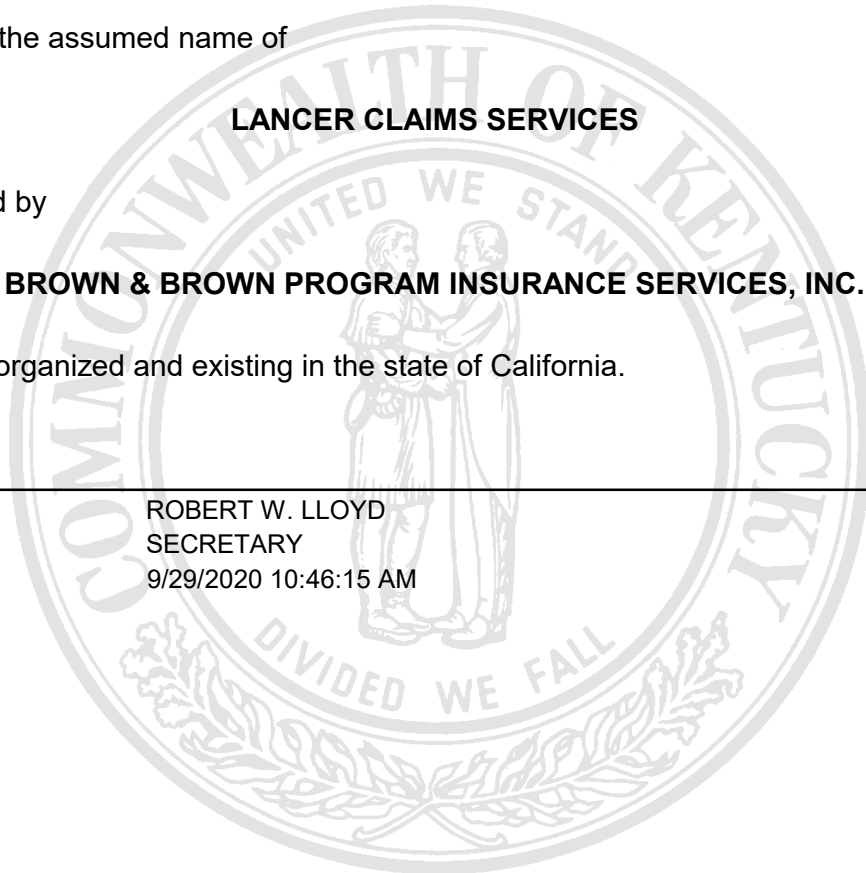 the assumed name of
LANCER CLAIMS SERVICES
d by
BROWN & BROWN PROGRAM INSURANCE SERVICES, INC.
organized and existing in the state of California.
ROBERT W. LLOYD
SECRETARY
9/29/2020 10:46:15 AM
COMMONWEALTH OF KENTUCKY
UNITED WE STAND
DIVIDED WE FALL